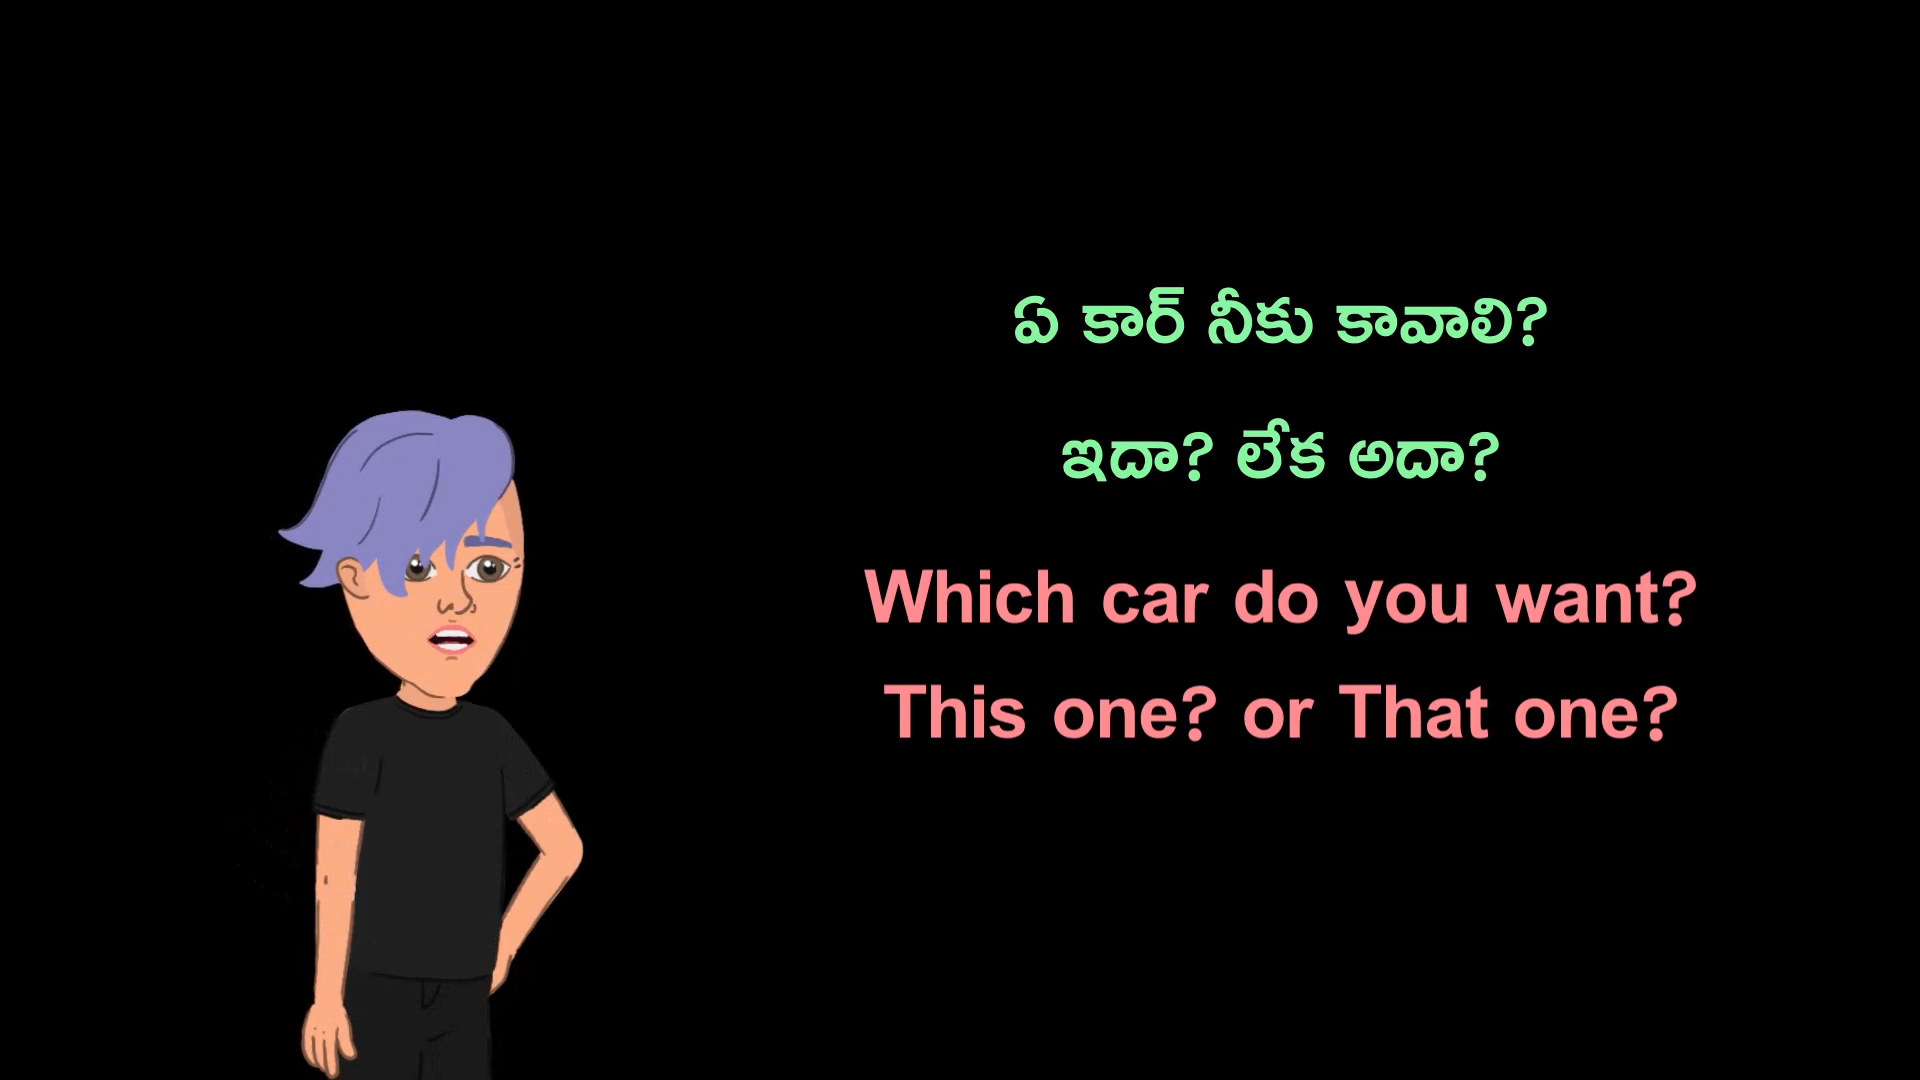 ఏ కార్ నీకు కావాలి?
ఇదా? లేక అదా?
Which car do you want?
This one? or That one?